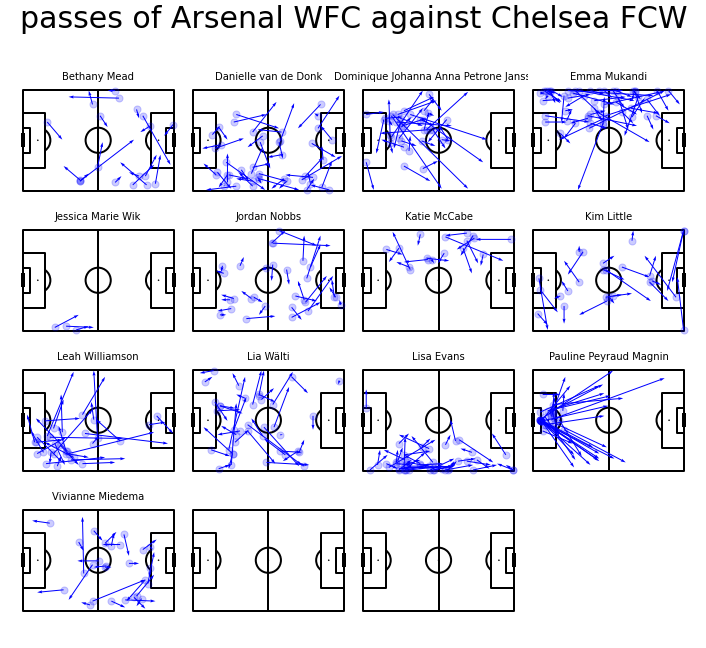 passes of Arsenal WFC against Chelsea FCW
Bethany Mead
Danielle van de Donk
Dominique Johanna Anna Petrone Janss
Emma Mukandi
Jessica Marie Wik
Jordan Nobbs
Katie McCabe
Kim Little
Leah Williamson
Lia Wälti
Lisa Evans
Pauline Peyraud Magnin
Vivianne Miedema